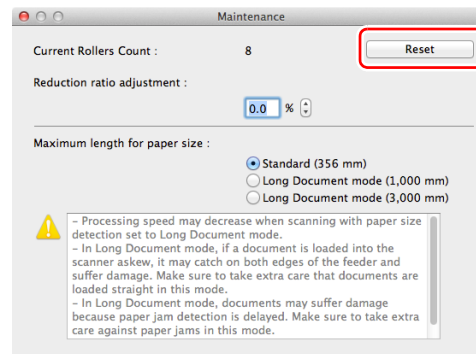 Maintenance
Current Rollers Count : 8 Reset
Reduction ratio adjustment :
0.0 %
Maximum length for paper size :
Standard (356 mm)
Long Document mode (1,000 mm)
Long Document mode (3,000 mm)
– Processing speed may decrease when scanning with paper size
detection set to Long Document mode.
– In Long Document mode, if a document is loaded into the
scanner askew, it may catch on both edges of the feeder and
suffer damage. Make sure to take extra care that documents are
loaded straight in this mode.
– In Long Document mode, documents may suffer damage
because paper jam detection is delayed. Make sure to take extra
care against paper jams in this mode.